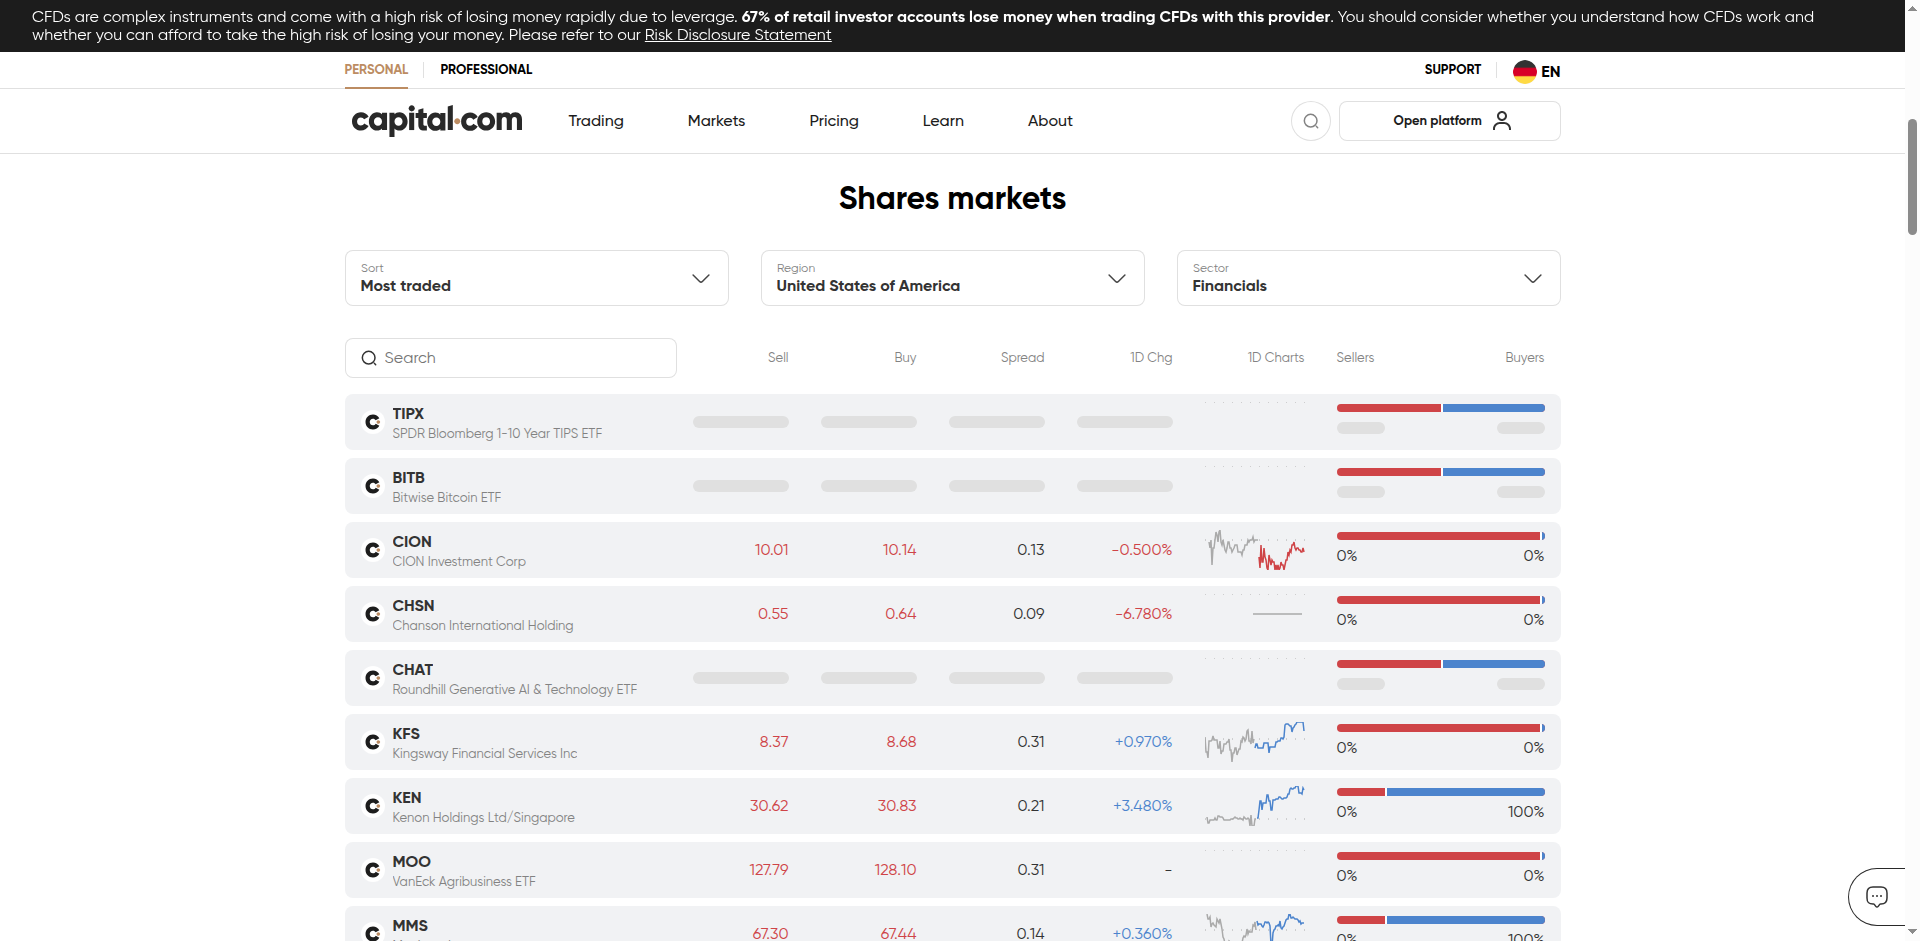 CFDs are complex instruments and come with a high risk of losing money rapidly due to leverage. 67% of retail investor accounts lose money when trading CFDs with this provider. You should consider whether you understand how CFDs work and
whether you can afford to take the high risk of losing your money. Please refer to our Risk Disclosure Statement
PERSONAL PROFESSIONAL SUPPORT EN
capital.com Trading Markets Pricing Learn About Open platform
Shares markets
Sort Region Sector
Most traded United States of America Financials
Search Sell Buy Spread 1D Chg 1D Charts Sellers Buyers
TIPX
SPDR Bloomberg 1-10 Year TIPS ETF
BITB
Bitwise Bitcoin ETF
CION
CION Investment Corp
10.01 10.14 0.13 -0.500% 0% 0%
CHSN
Chanson International Holding
0.55 0.64 0.09 -6.780% 0% 0%
CHAT
Roundhill Generative AI & Technology ETF
KFS
Kingsway Financial Services Inc
8.37 8.68 0.31 +0.970% 0% 0%
KEN
Kenon Holdings Ltd/Singapore
30.62 30.83 0.21 +3.480% 0% 100%
MOO
VanEck Agribusiness ETF
127.79 128.10 0.31 - 0% 0%
MMS
67.30 67.44 0.14 +0.360% 0% 100%